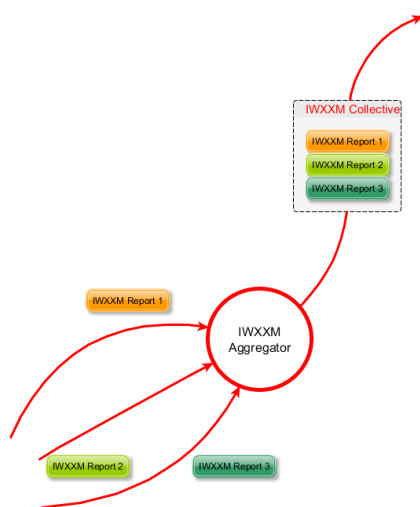 IWXXM Collective
IWXXM Report 1
IWXXM Report 2
IWXXM Report 3
IWXXM Report 1
IWXXM
Aggregator
IWXXM Report 2
IWXXM Report 3